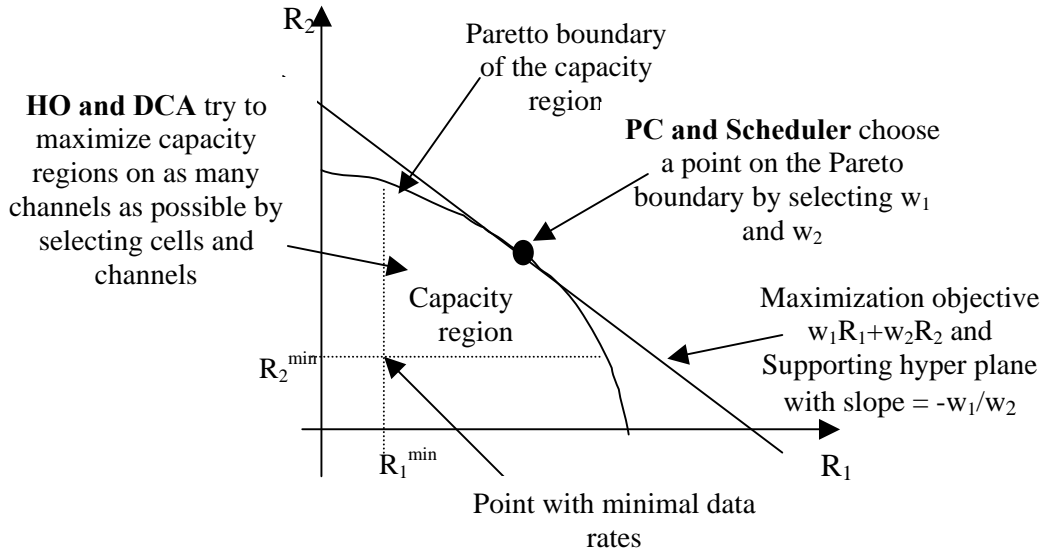 R₂
Paretto boundary
of the capacity
region
HO and DCA try to
maximize capacity
regions on as many
channels as possible by
selecting cells and
channels
PC and Scheduler choose
a point on the Pareto
boundary by selecting w₁
and w₂
Capacity
region
Maximization objective
w₁R₁+w₂R₂ and
Supporting hyper plane
with slope = -w₁/w₂
R₂ᵐⁱⁿ
R₁ᵐⁱⁿ
R₁
Point with minimal data
rates